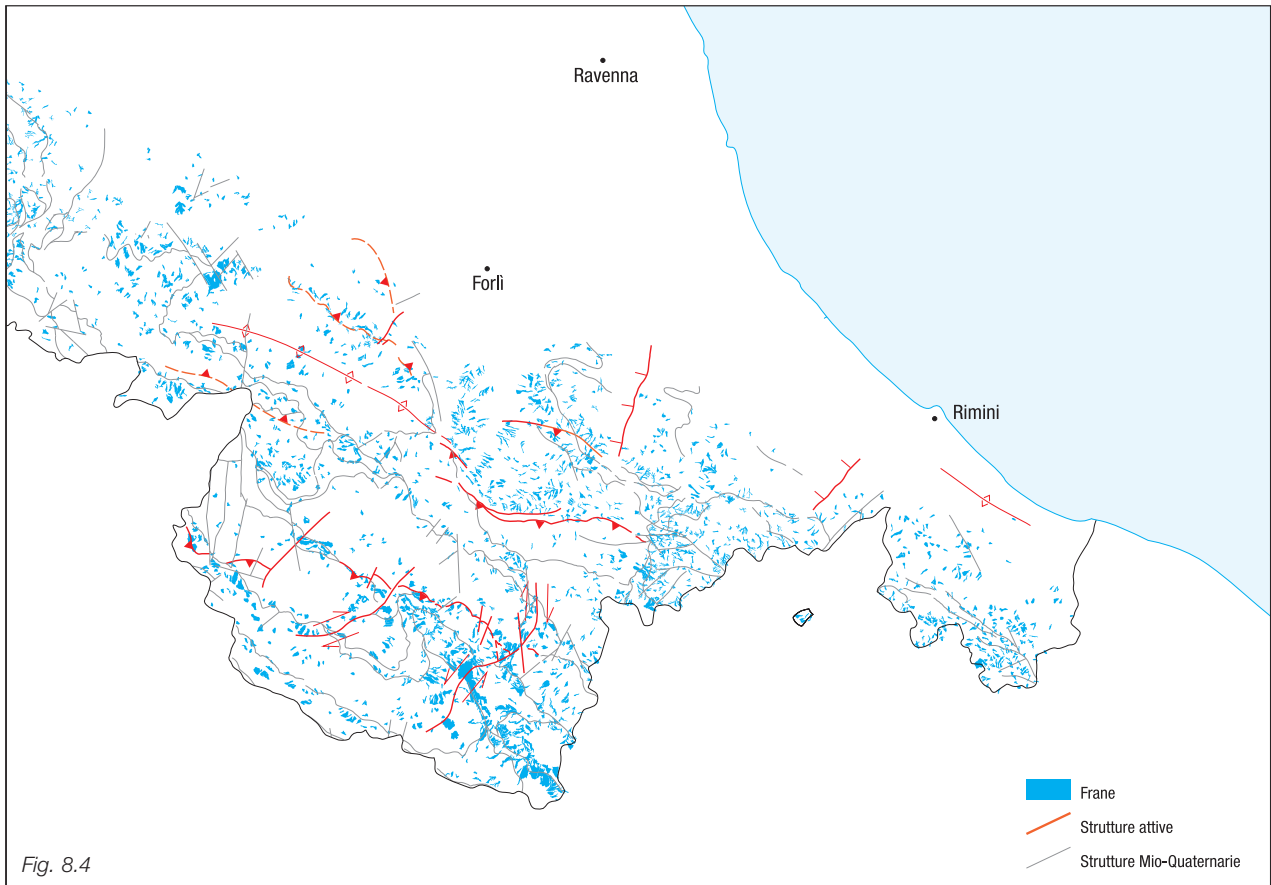 Ravenna
Forlì
Rimini
Frane
Strutture attive
Strutture Mio-Quaternarie
Fig. 8.4